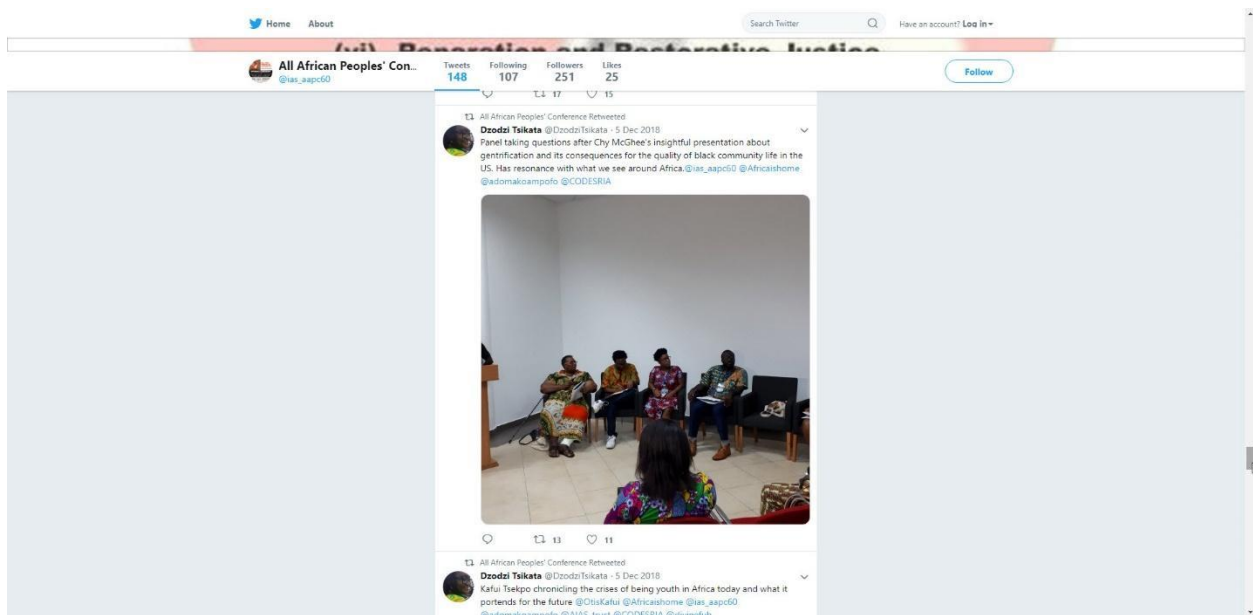 Home About Search Twitter Have an account? Log in
(vi) Reparation and Restorative Justice
All African Peoples' Con... Tweets Following Followers Likes
@ias_aapc60 148 107 251 25 Follow
17 15
All African Peoples' Conference Retweeted
Dzodzi Tsikata @DzodziTsikata · 5 Dec 2018
Panel taking questions after Chy McGhee's insightful presentation about
gentrification and its consequences for the quality of black community life in the
US. Has resonance with what we see around Africa.@ias_aapc60 @Africaishome
@adomakoampofo @CODESRIA
13 11
All African Peoples' Conference Retweeted
Dzodzi Tsikata @DzodziTsikata · 5 Dec 2018
Kafui Tsekpo chronicling the crises of being youth in Africa today and what it
portends for the future @OtisKafui @Africaishome @ias_aapc60
@adomakoampofo @CODESRIA